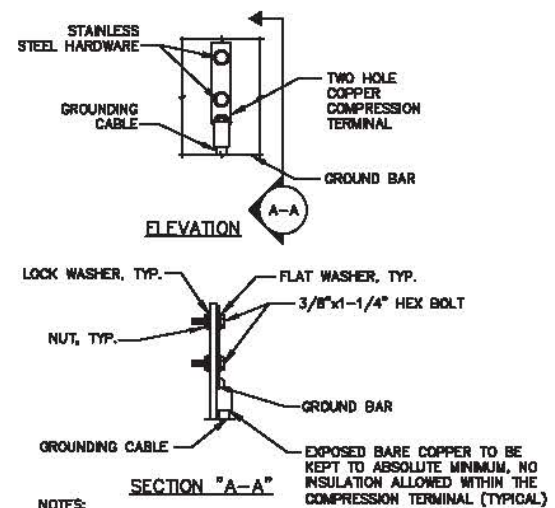 STAINLESS
STEEL HARDWARE
TWO HOLE
COPPER
COMPRESSION
TERMINAL
GROUNDING
CABLE
GROUND BAR
A-A
ELEVATION
LOCK WASHER, TYP.
FLAT WASHER, TYP.
3/8"x1-1/4" HEX BOLT
NUT, TYP.
GROUND BAR
GROUNDING CABLE
EXPOSED BARE COPPER TO BE
KEPT TO ABSOLUTE MINIMUM, NO
INSULATION ALLOWED WITHIN THE
COMPRESSION TERMINAL (TYPICAL)
SECTION "A-A"
NOTES: